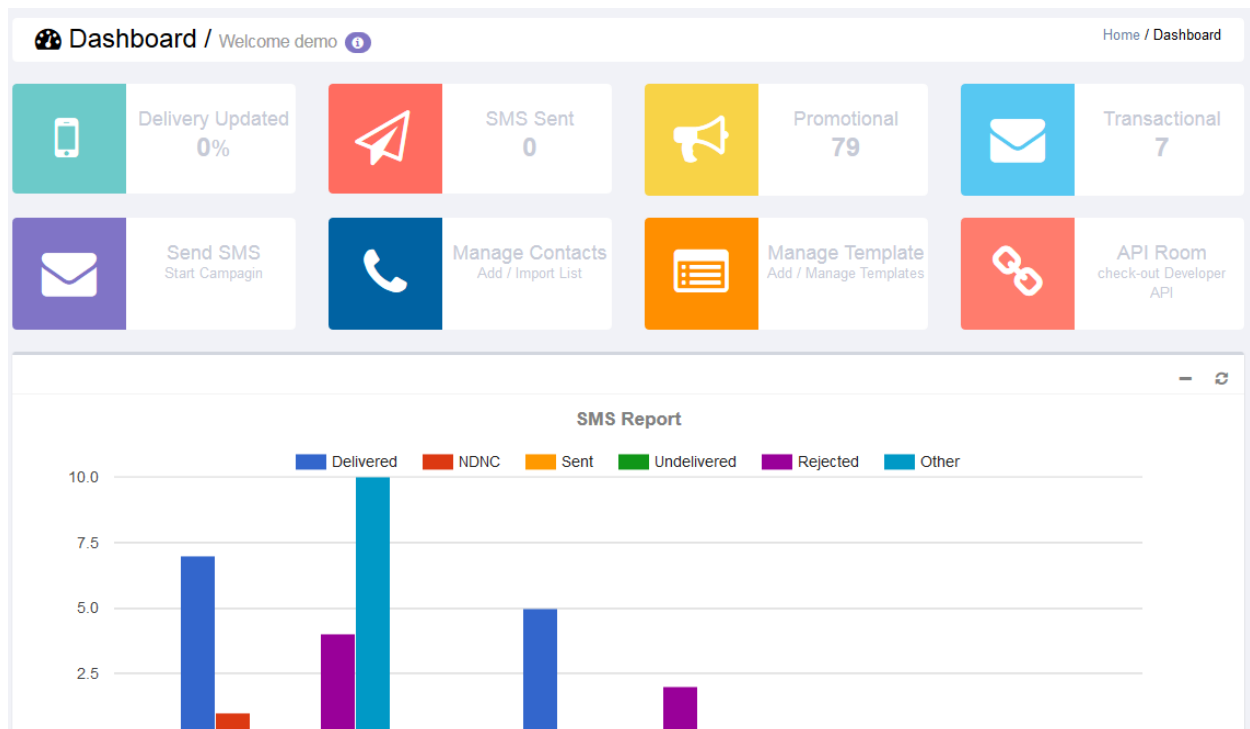 Dashboard / Welcome demo
Home / Dashboard
Delivery Updated
0%
SMS Sent
0
Promotional
79
Transactional
7
Send SMS
Start Campagin
Manage Contacts
Add / Import List
Manage Template
Add / Manage Templates
API Room
check-out Developer
API
SMS Report
Delivered NDNC Sent Undelivered Rejected Other
10.0
7.5
5.0
2.5